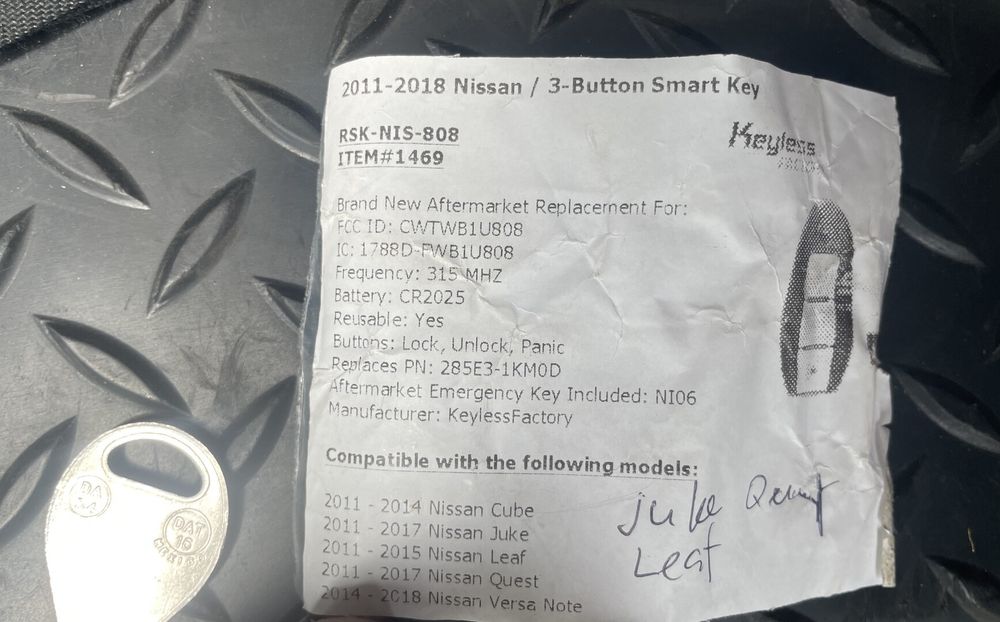 2011-2018 Nissan / 3-Button Smart Key
RSK-NIS-808
ITEM#1469
Keyless
FACTORY
Brand New Aftermarket Replacement For:
FCC ID: CWTWB1U808
IC: 1788D-FWB1U808
Frequency: 315 MHZ
Battery: CR2025
Reusable: Yes
Buttons: Lock, Unlock, Panic
Replaces PN: 285E3-1KM0D
Aftermarket Emergency Key Included: NI06
Manufacturer: KeylessFactory
Compatible with the following models:
2011 - 2014 Nissan Cube
2011 - 2017 Nissan Juke
2011 - 2015 Nissan Leaf
2011 - 2017 Nissan Quest
2014 - 2018 Nissan Versa Note
Juke Quest
Leaf
DA
34
DAT
16
MEXICO